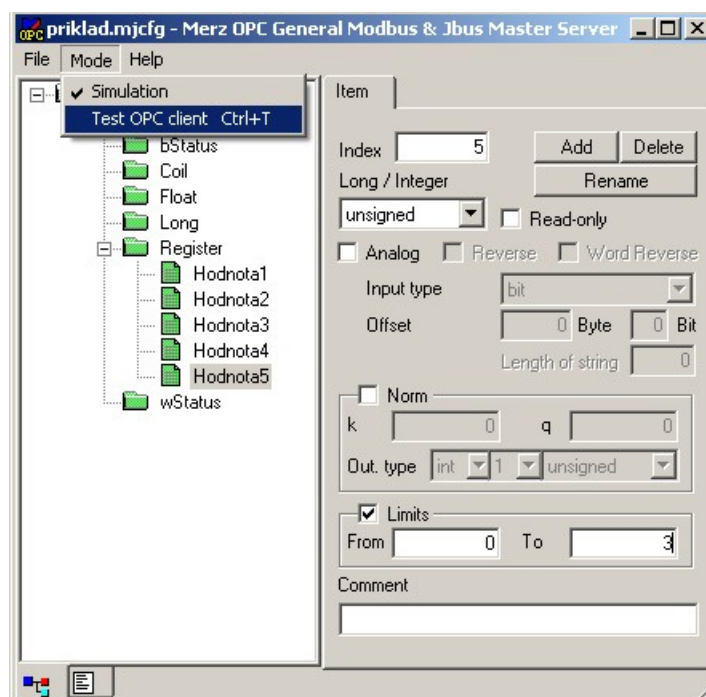 priklad.mjcfg - Merz OPC General Modbus & Jbus Master Server
File Mode Help
Simulation
Test OPC client Ctrl+T
bStatus
Coil
Float
Long
Register
Hodnota1
Hodnota2
Hodnota3
Hodnota4
Hodnota5
wStatus
Item
Index 5 Add Delete
Long / Integer Rename
unsigned Read-only
Analog Reverse Word Reverse
Input type bit
Offset 0 Byte 0 Bit
Length of string 0
Norm
k 0 q 0
Out. type int 1 unsigned
Limits
From 0 To 3
Comment